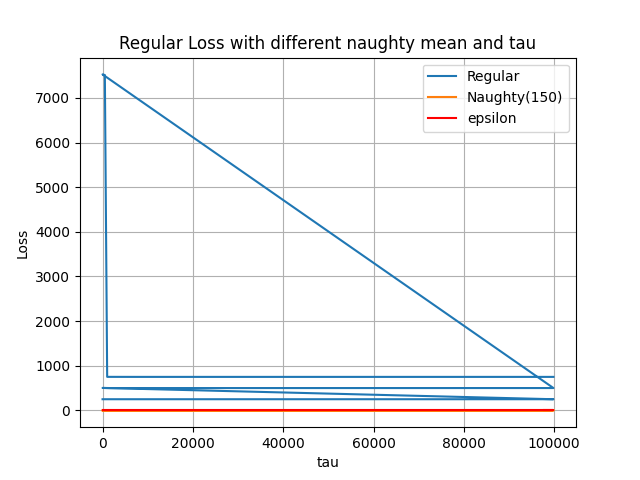 Regular Loss with different naughty mean and tau
Regular
Naughty(150)
epsilon
7000
6000
5000
4000
3000
2000
1000
0
Loss
0 20000 40000 60000 80000 100000
tau